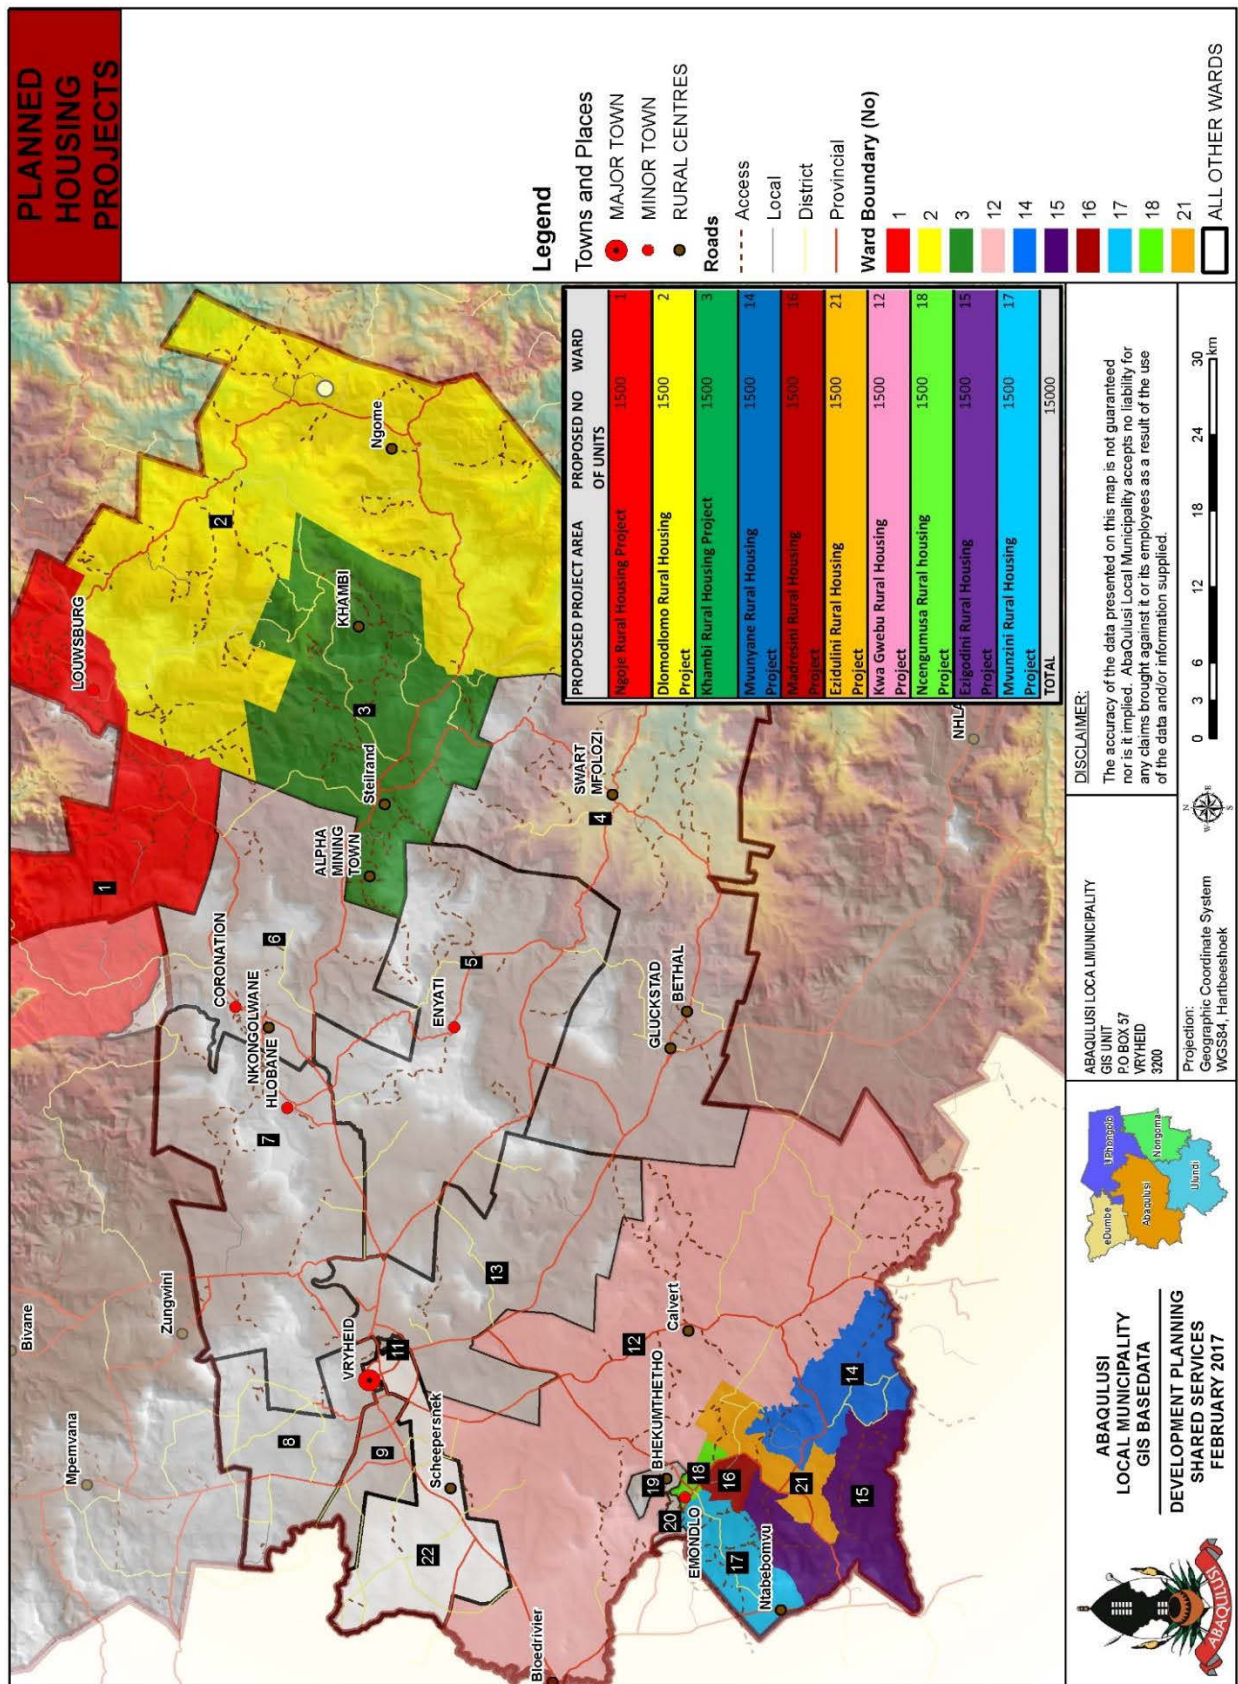 PLANNED
HOUSING
PROJECTS
Bivane
Mpemvana
Zungwini
LOUWSBURG
CORONATION
NKONGOLWANE
HLOBANE
VRYHEID
ALPHA
MINING
TOWN
Steilrand
KHAMBI
Ngome
Scheepersnek
ENYATI
Bloedrivier
BHEKUMTHETHO
EMONDLO
Calvert
GLUCKSTAD
BETHAL
SWART
MFOLOZI
Ntabebomvu
NHLA
1
2
3
4
5
6
7
8
9
11
12
13
14
15
16
17
18
19
20
21
22
Legend
Towns and Places
MAJOR TOWN
MINOR TOWN
RURAL CENTRES
Roads
Access
Local
District
Provincial
Ward Boundary (No)
1
2
3
12
14
15
16
17
18
21
ALL OTHER WARDS
PROPOSED PROJECT AREA PROPOSED NO WARD
OF UNITS
Ngoje Rural Housing Project 1500 1
Dlomodlomo Rural Housing 1500 2
Project
Khambi Rural Housing Project 1500 3
Mvunyane Rural Housing 1500 14
Project
Madresini Rural Housing 1500 16
Project
Ezidulini Rural Housing 1500 21
Project
Kwa Gwebu Rural Housing 1500 12
Project
Ncengumusa Rural housing 1500 18
Project
Ezigodini Rural Housing 1500 15
Project
Mvunzini Rural Housing 1500 17
Project
TOTAL 15000
ABAQULUSI
ABAQULUSI
LOCAL MUNICIPALITY
GIS BASEDATA
DEVELOPMENT PLANNING
SHARED SERVICES
FEBRUARY 2017
eDumbe
UPhongolo
Abaqulusi
Nongoma
Ulundi
ABAQULUSI LOCA LMUNICIPALITY
GIS UNIT
P.O BOX 57
VRYHEID
3200
Projection:
Geographic Coordinate System
WGS84, Hartbeeshoek
N
W E
S
DISCLAIMER:
The accuracy of the data presented on this map is not guaranteed
nor is it implied. AbaQulusi Local Municipality accepts no liability for
any claims brought against it or its employees as a result of the use
of the data and/or information supplied.
0 3 6 12 18 24 30
km